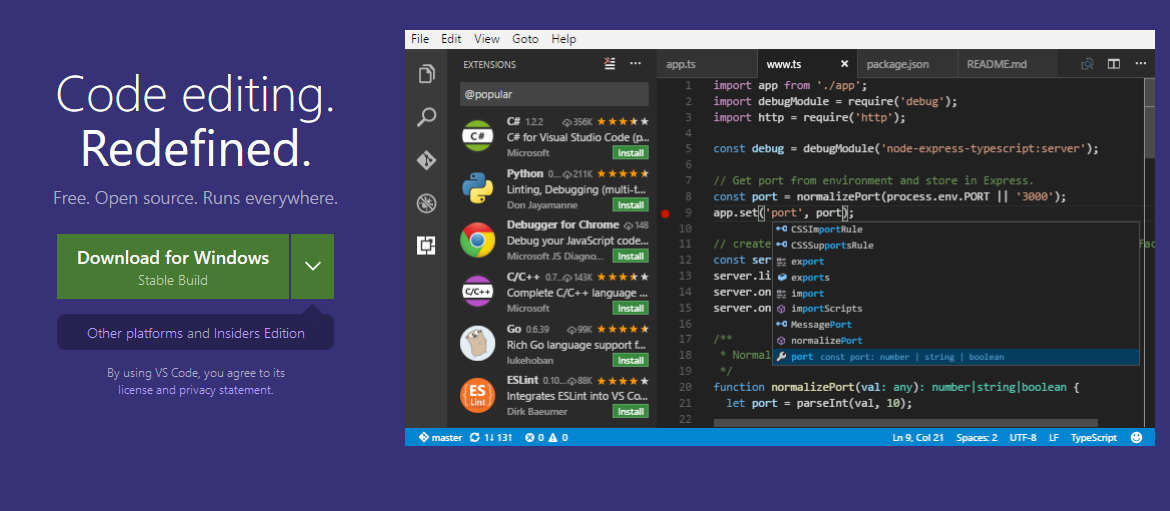 Code editing.
Redefined.
Free. Open source. Runs everywhere.
Download for Windows
Stable Build
Other platforms and Insiders Edition
By using VS Code, you agree to its
license and privacy statement.
File Edit View Goto Help
EXTENSIONS
@popular
C# 1.2.2 356K
C# for Visual Studio Code (p...
Microsoft Install
Python 0.... 211K
Linting, Debugging (multi-t...
Don Jayamanne Install
Debugger for Chrome 148
Debug your JavaScript code...
Microsoft JS Diagno... Install
C/C++ 0.7... 143K
Complete C/C++ language ...
Microsoft Install
Go 0.6.39 99K
Rich Go language support f...
lukehoban Install
ES
Lint
ESLint 0.10... 88K
Integrates ESLint into VS Co...
Dirk Baeumer Install
app.ts www.ts package.json README.md
1 import app from './app';
2 import debugModule = require('debug');
3 import http = require('http');
4
5 const debug = debugModule('node-express-typescript:server');
6
7 // Get port from environment and store in Express.
8 const port = normalizePort(process.env.PORT || '3000');
9 app.set('port', port);
10
11 // create
12 const ser
13 server.li
14 server.on
15 server.on
16
17 /**
18 * Normal
19 */
20 function normalizePort(val: any): number|string|boolean {
21 let port = parseInt(val, 10);
22
CSSImportRule
CSSSupportsRule
export
exports
import
importScripts
MessagePort
normalizePort
port const port: number | string | boolean
master 1↓ 13↑ 0 0 Ln 9, Col 21 Spaces: 2 UTF-8 LF TypeScript